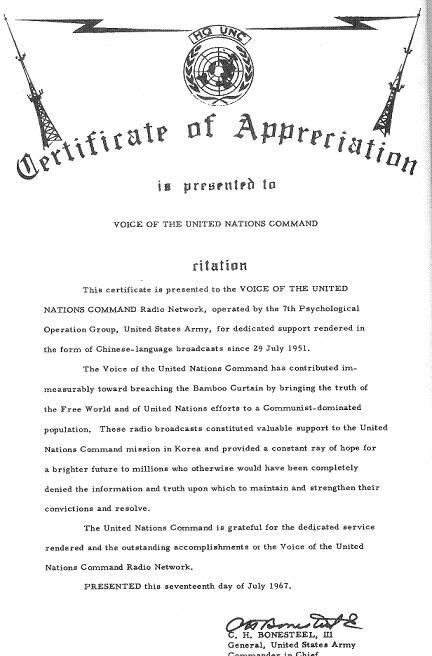 HQ UNC
Certificate of Appreciation
is presented to
VOICE OF THE UNITED NATIONS COMMAND
citation
This certificate is presented to the VOICE OF THE UNITED
NATIONS COMMAND Radio Network, operated by the 7th Psychological
Operation Group, United States Army, for dedicated support rendered in
the form of Chinese-language broadcasts since 29 July 1951.
The Voice of the United Nations Command has contributed im-
measurably toward breaching the Bamboo Curtain by bringing the truth of
the Free World and of United Nations efforts to a Communist-dominated
population. These radio broadcasts constituted valuable support to the United
Nations Command mission in Korea and provided a constant ray of hope for
a brighter future to millions who otherwise would have been completely
denied the information and truth upon which to maintain and strengthen their
convictions and resolve.
The United Nations Command is grateful for the dedicated service
rendered and the outstanding accomplishments of the Voice of the United
Nations Command Radio Network.
PRESENTED this seventeenth day of July 1967.
C. H. BONESTEEL, III
General, United States Army
Commander in Chief